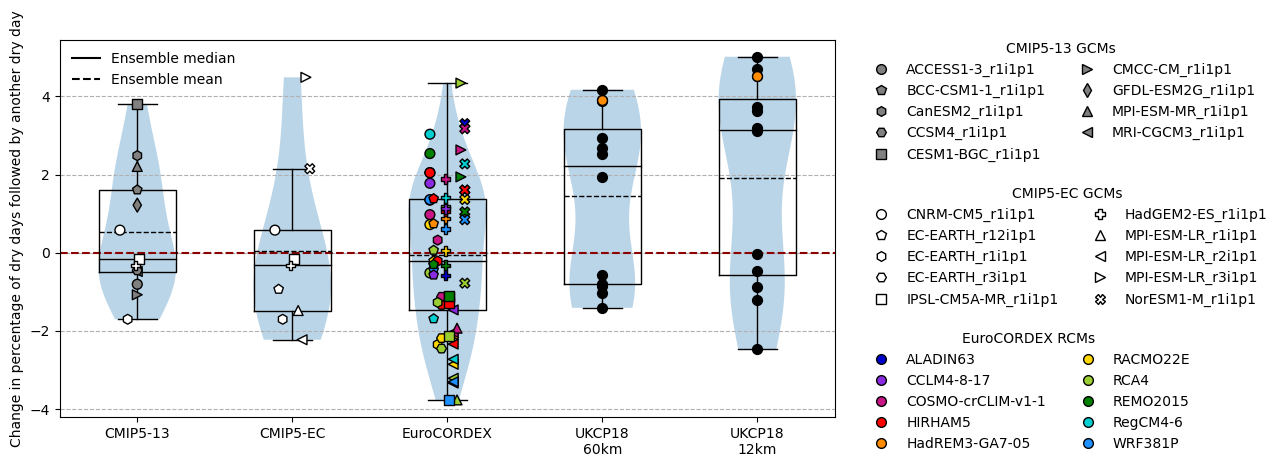 Change in percentage of dry days followed by another dry day
Ensemble median
Ensemble mean
4
2
0
−2
−4
CMIP5-13
CMIP5-EC
EuroCORDEX
UKCP18
60km
UKCP18
12km
CMIP5-13 GCMs
ACCESS1-3_r1i1p1
BCC-CSM1-1_r1i1p1
CanESM2_r1i1p1
CCSM4_r1i1p1
CESM1-BGC_r1i1p1
CMCC-CM_r1i1p1
GFDL-ESM2G_r1i1p1
MPI-ESM-MR_r1i1p1
MRI-CGCM3_r1i1p1
CMIP5-EC GCMs
CNRM-CM5_r1i1p1
EC-EARTH_r12i1p1
EC-EARTH_r1i1p1
EC-EARTH_r3i1p1
IPSL-CM5A-MR_r1i1p1
HadGEM2-ES_r1i1p1
MPI-ESM-LR_r1i1p1
MPI-ESM-LR_r2i1p1
MPI-ESM-LR_r3i1p1
NorESM1-M_r1i1p1
EuroCORDEX RCMs
ALADIN63
CCLM4-8-17
COSMO-crCLIM-v1-1
HIRHAM5
HadREM3-GA7-05
RACMO22E
RCA4
REMO2015
RegCM4-6
WRF381P